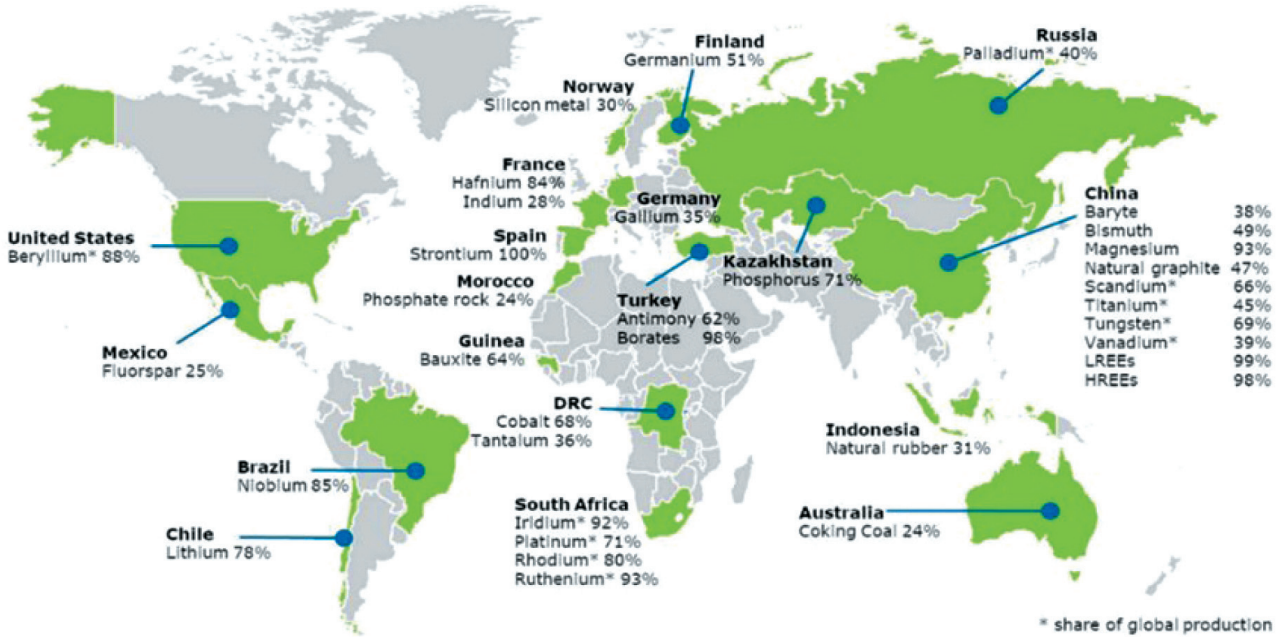 Russia
Palladium* 40%
Finland
Germanium 51%
Norway
Silicon metal 30%
France
Hafnium 84%
Indium 28%
Germany
Gallium 35%
China
Baryte 38%
Bismuth 49%
Magnesium 93%
Natural graphite 47%
Scandium* 66%
Titanium* 45%
Tungsten* 69%
Vanadium* 39%
LREEs 99%
HREEs 98%
United States
Beryllium* 88%
Spain
Strontium 100%
Kazakhstan
Phosphorus 71%
Morocco
Phosphate rock 24%
Turkey
Antimony 62%
Borates 98%
Mexico
Fluorspar 25%
Guinea
Bauxite 64%
DRC
Cobalt 68%
Tantalum 36%
Indonesia
Natural rubber 31%
Brazil
Niobium 85%
South Africa
Iridium* 92%
Platinum* 71%
Rhodium* 80%
Ruthenium* 93%
Australia
Coking Coal 24%
Chile
Lithium 78%
* share of global production